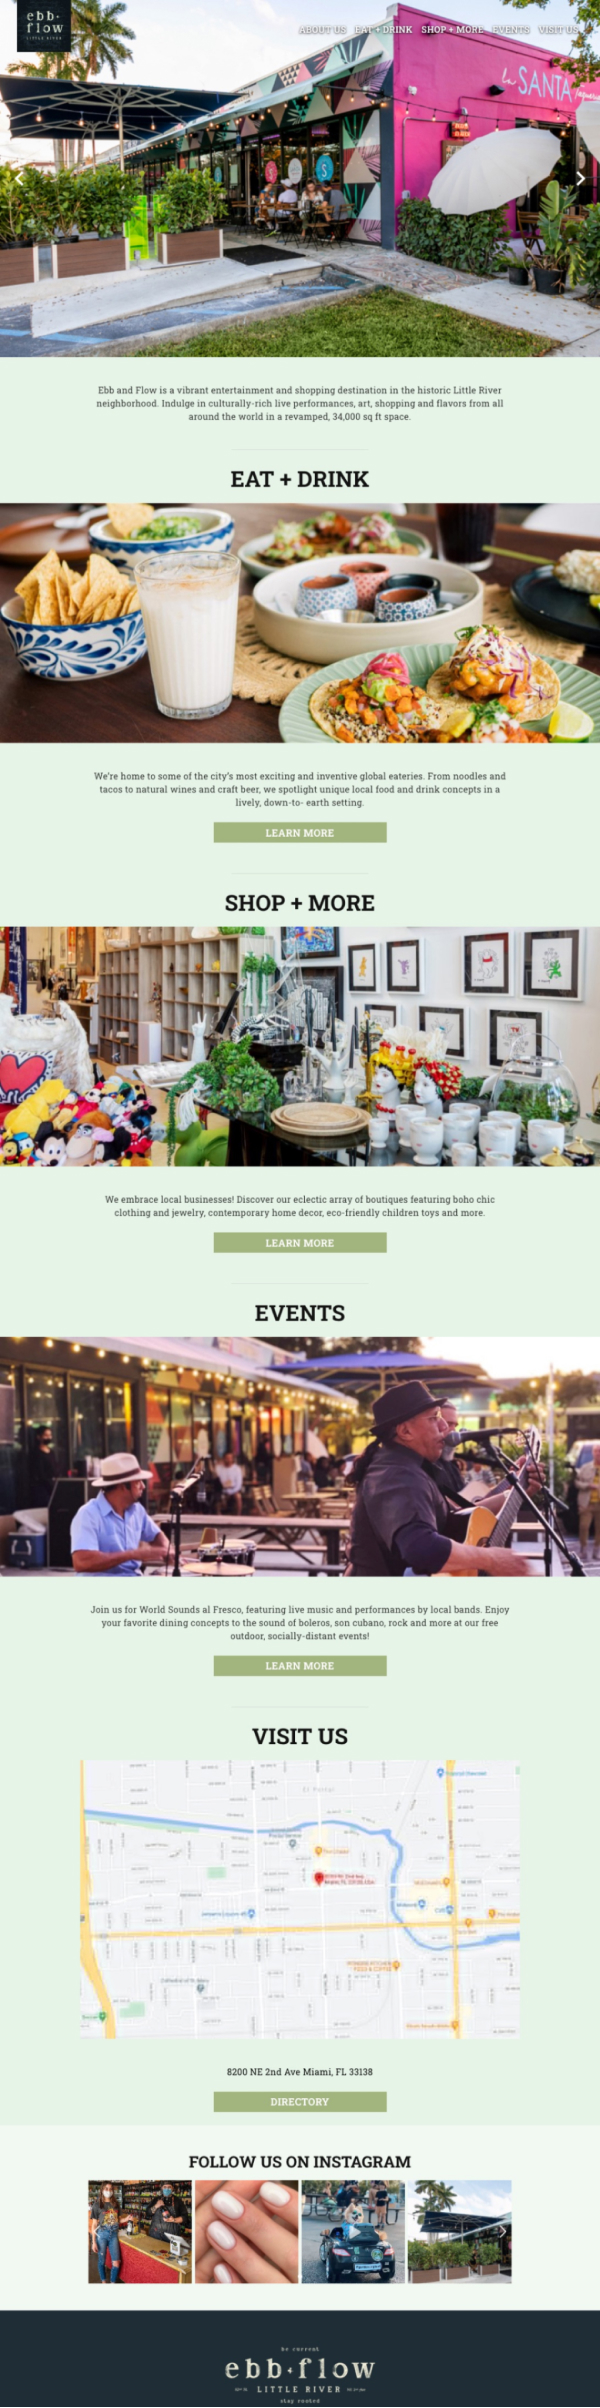 ebb+
flow
LITTLE RIVER
ABOUT US EAT + DRINK SHOP + MORE EVENTS VISIT US
la SANTA
Ebb and Flow is a vibrant entertainment and shopping destination in the historic Little River
neighborhood. Indulge in culturally-rich live performances, art, shopping and flavors from all
around the world in a revamped, 34,000 sq ft space.
EAT + DRINK
We're home to some of the city's most exciting and inventive global eateries. From noodles and
tacos to natural wines and craft beer, we spotlight unique local food and drink concepts in a
lively, down-to- earth setting.
LEARN MORE
SHOP + MORE
We embrace local businesses! Discover our eclectic array of boutiques featuring boho chic
clothing and jewelry, contemporary home decor, eco-friendly children toys and more.
LEARN MORE
EVENTS
Join us for World Sounds al Fresco, featuring live music and performances by local bands. Enjoy
your favorite dining concepts to the sound of boleros, son cubano, rock and more at our free
outdoor, socially-distant events!
LEARN MORE
VISIT US
El Portal
8200 NE 2nd Ave Miami, FL 33138
DIRECTORY
FOLLOW US ON INSTAGRAM
be current
ebb+flow
LITTLE RIVER
stay rooted